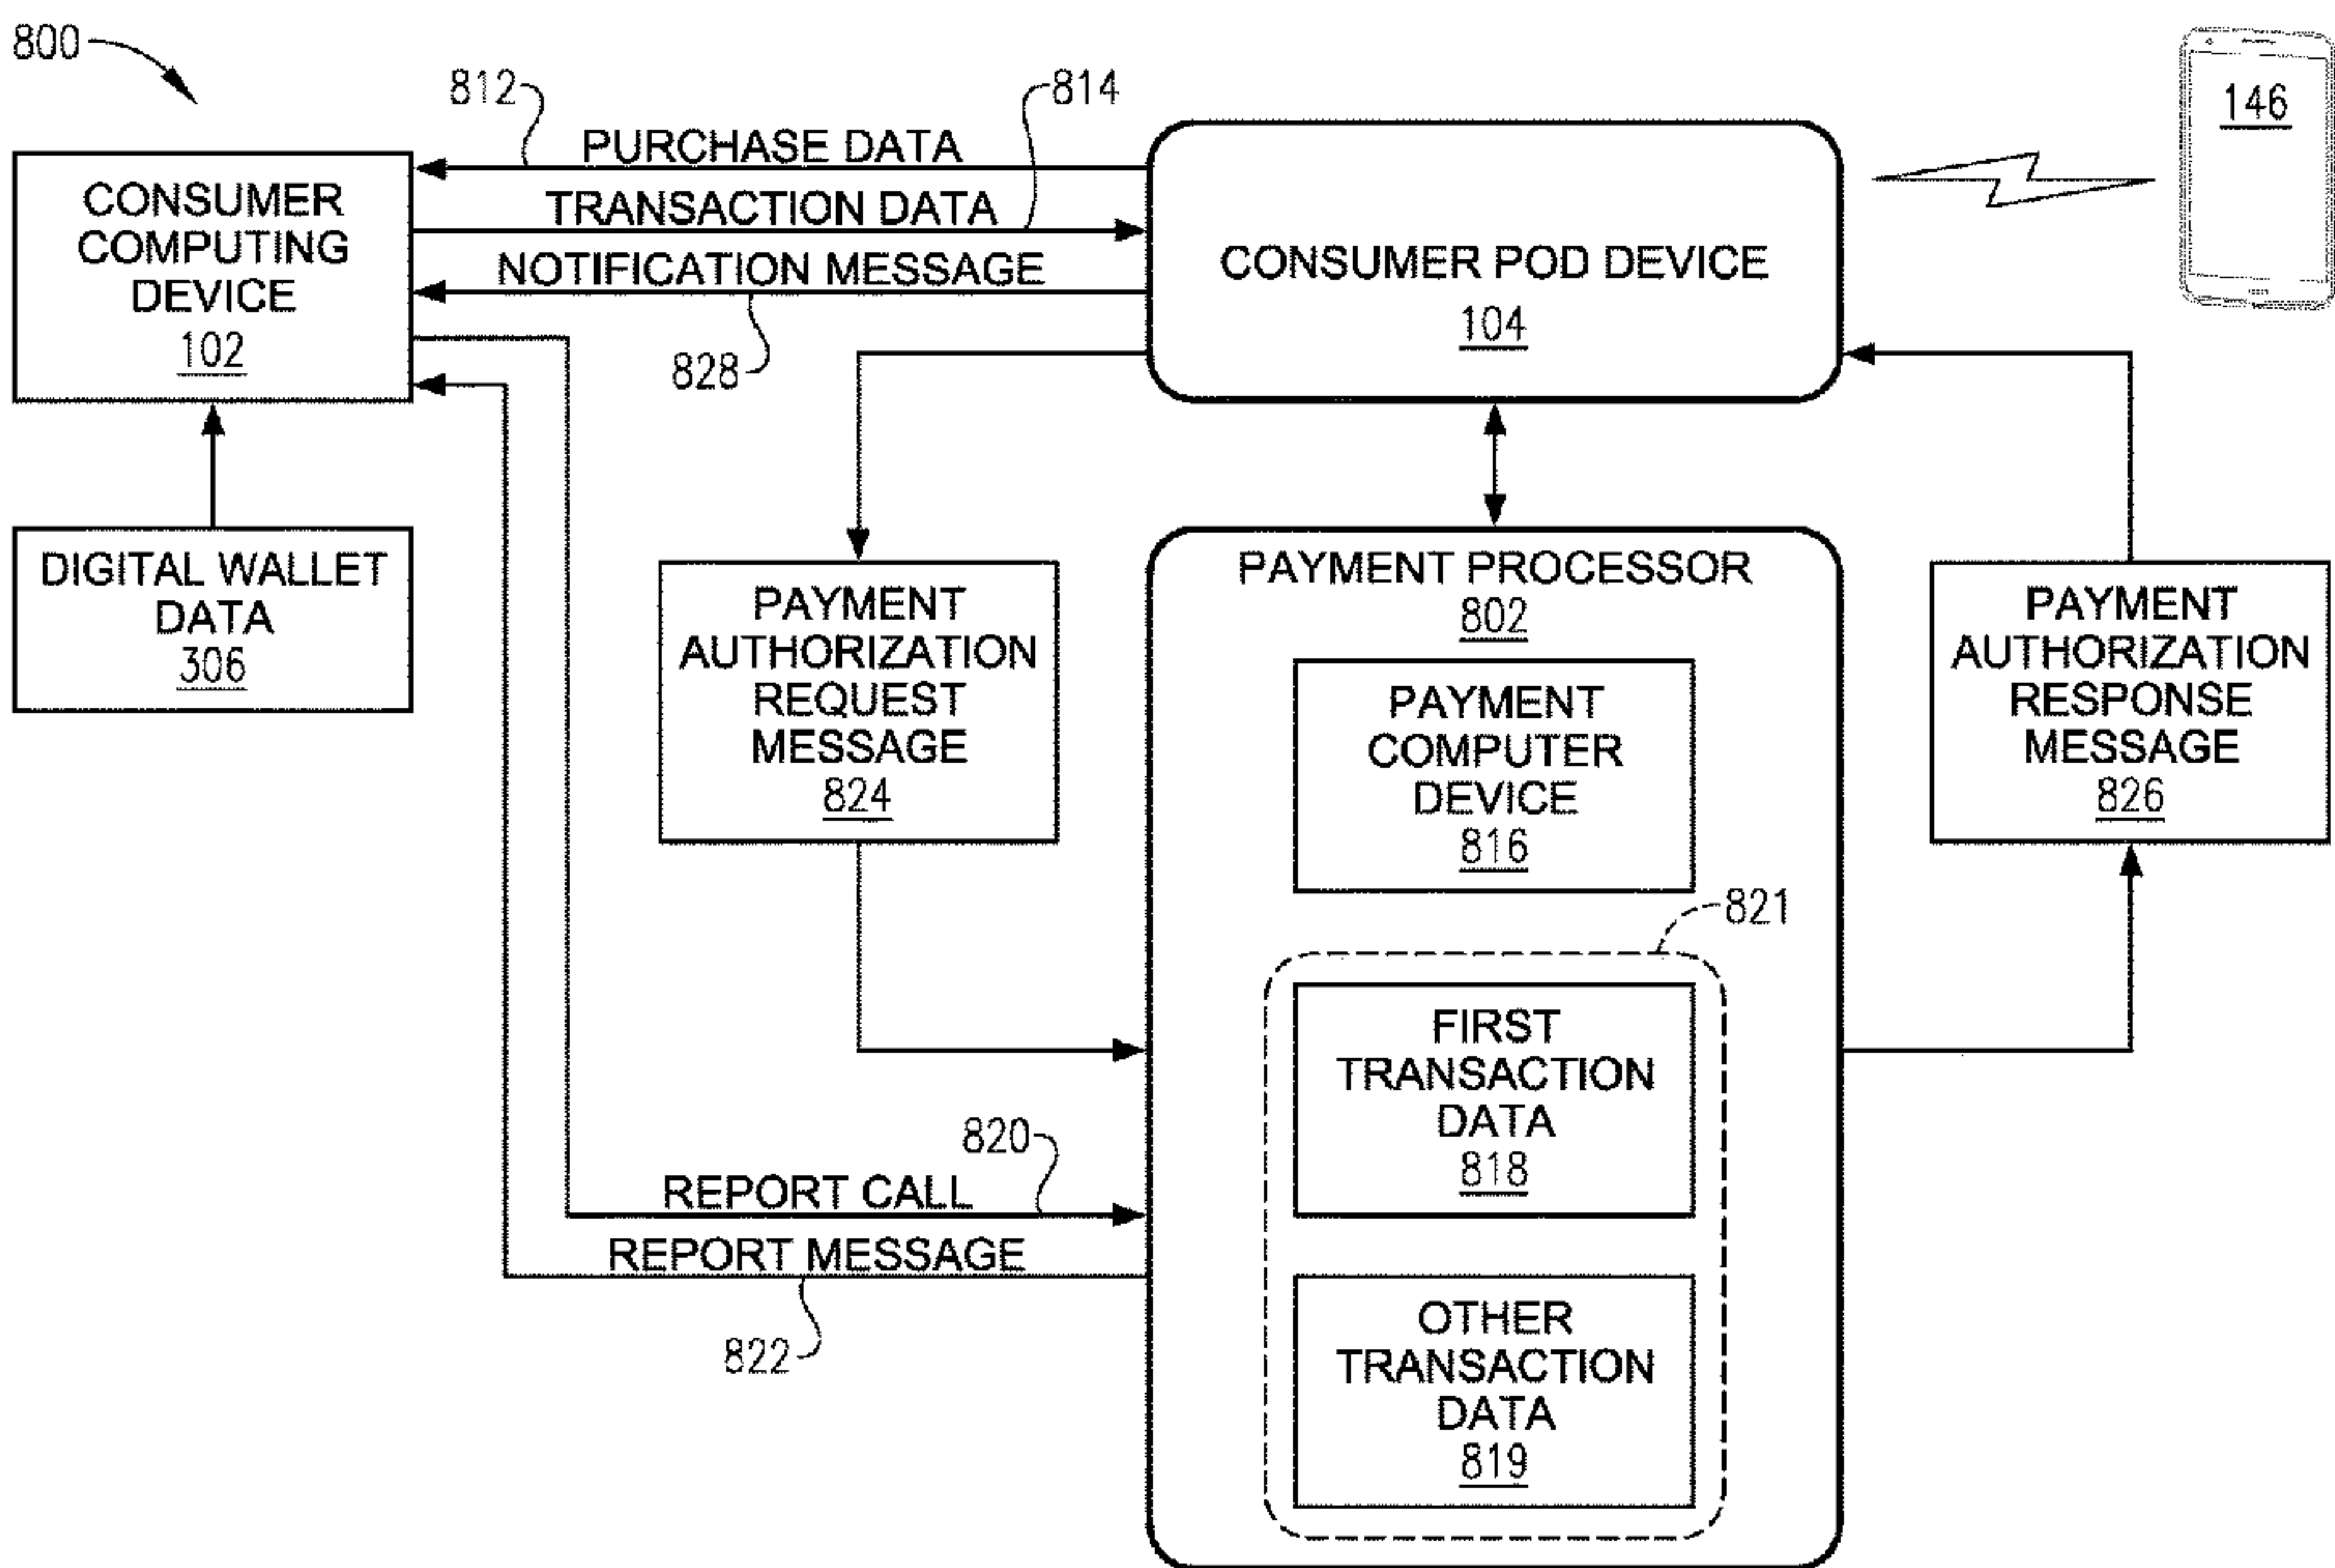 800
812
814
146
PURCHASE DATA
TRANSACTION DATA
NOTIFICATION MESSAGE
828
CONSUMER
COMPUTING
DEVICE
102
CONSUMER POD DEVICE
104
DIGITAL WALLET
DATA
306
PAYMENT
AUTHORIZATION
REQUEST
MESSAGE
824
PAYMENT PROCESSOR
802
PAYMENT
COMPUTER
DEVICE
816
PAYMENT
AUTHORIZATION
RESPONSE
MESSAGE
826
821
FIRST
TRANSACTION
DATA
818
820
REPORT CALL
REPORT MESSAGE
822
OTHER
TRANSACTION
DATA
819